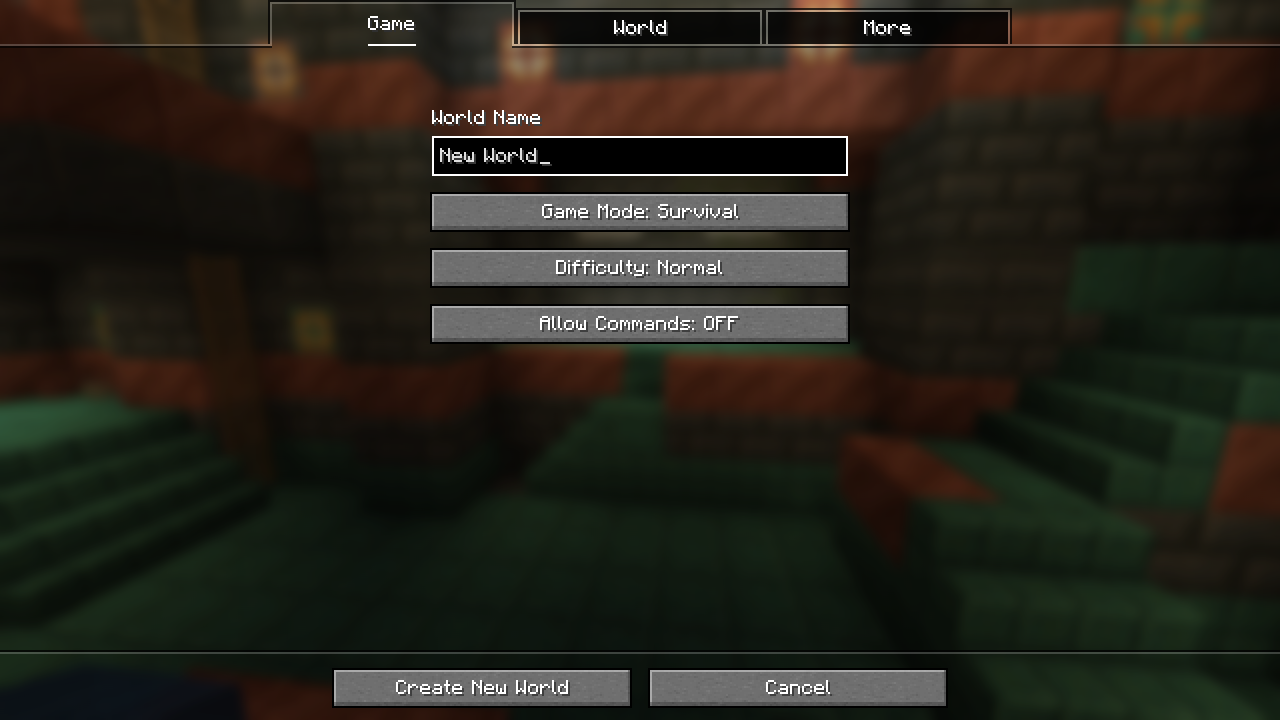 Game
World
More
World Name
New World_
Game Mode: Survival
Difficulty: Normal
Allow Commands: OFF
Create New World
Cancel